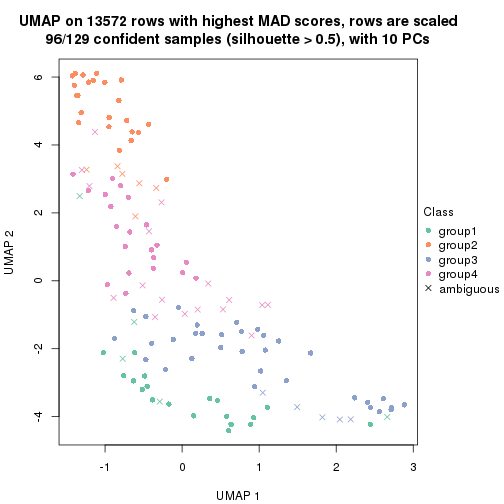 UMAP on 13572 rows with highest MAD scores, rows are scaled
96/129 confident samples (silhouette > 0.5), with 10 PCs
6
4
2
0
-2
-4
UMAP 2
-1
0
1
2
3
UMAP 1
Class
group1
group2
group3
group4
ambiguous